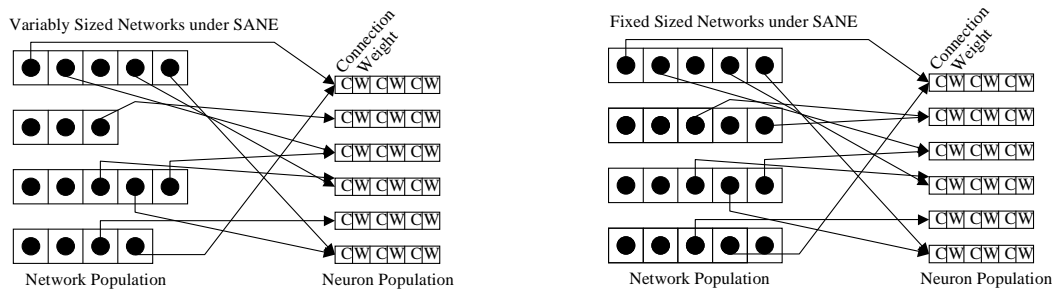 Variably Sized Networks under SANE
Connection
Weight
CW CW CW
CW CW CW
CW CW CW
CW CW CW
CW CW CW
CW CW CW
Network Population
Neuron Population
Fixed Sized Networks under SANE
Connection
Weight
CW CW CW
CW CW CW
CW CW CW
CW CW CW
CW CW CW
CW CW CW
Network Population
Neuron Population